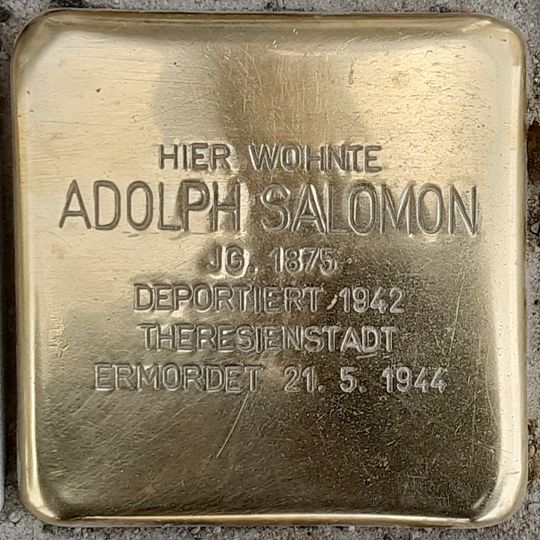 HIER WOHNTE
ADOLPH SALOMON
JG. 1875
DEPORTIERT 1942
THERESIENSTADT
ERMORDET 21. 5. 1944